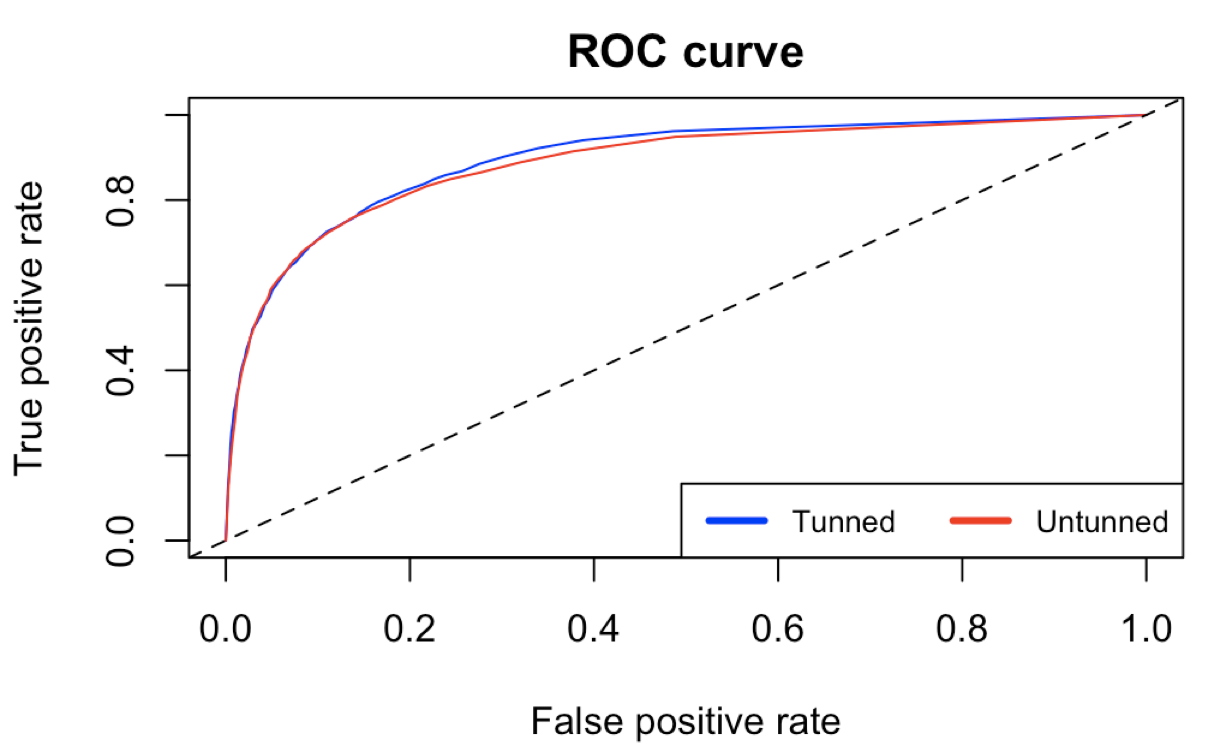 ROC curve
True positive rate
0.8
0.4
0.0
Tunned Untunned
0.0 0.2 0.4 0.6 0.8 1.0
False positive rate